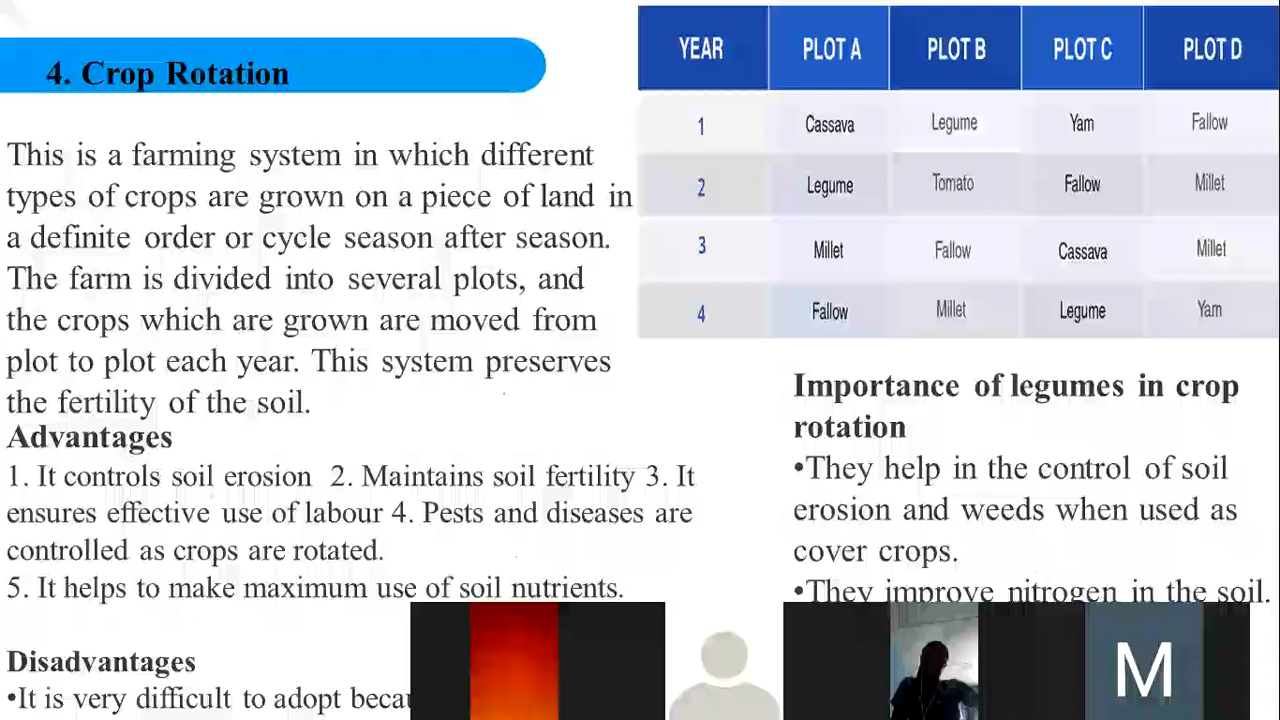 4. Crop Rotation
This is a farming system in which different
types of crops are grown on a piece of land in
a definite order or cycle season after season.
The farm is divided into several plots, and
the crops which are grown are moved from
plot to plot each year. This system preserves
the fertility of the soil.
Advantages
1. It controls soil erosion 2. Maintains soil fertility 3. It
ensures effective use of labour 4. Pests and diseases are
controlled as crops are rotated.
5. It helps to make maximum use of soil nutrients.
Disadvantages
•It is very difficult to adopt
YEAR PLOT A PLOT B PLOT C PLOT D
1 Cassava Legume Yam Fallow
2 Legume Tomato Fallow Millet
3 Millet Fallow Cassava Millet
4 Fallow Millet Legume Yam
Importance of legumes in crop
rotation
•They help in the control of soil
erosion and weeds when used as
cover crops.
•They improve nitrogen in the soil.
M